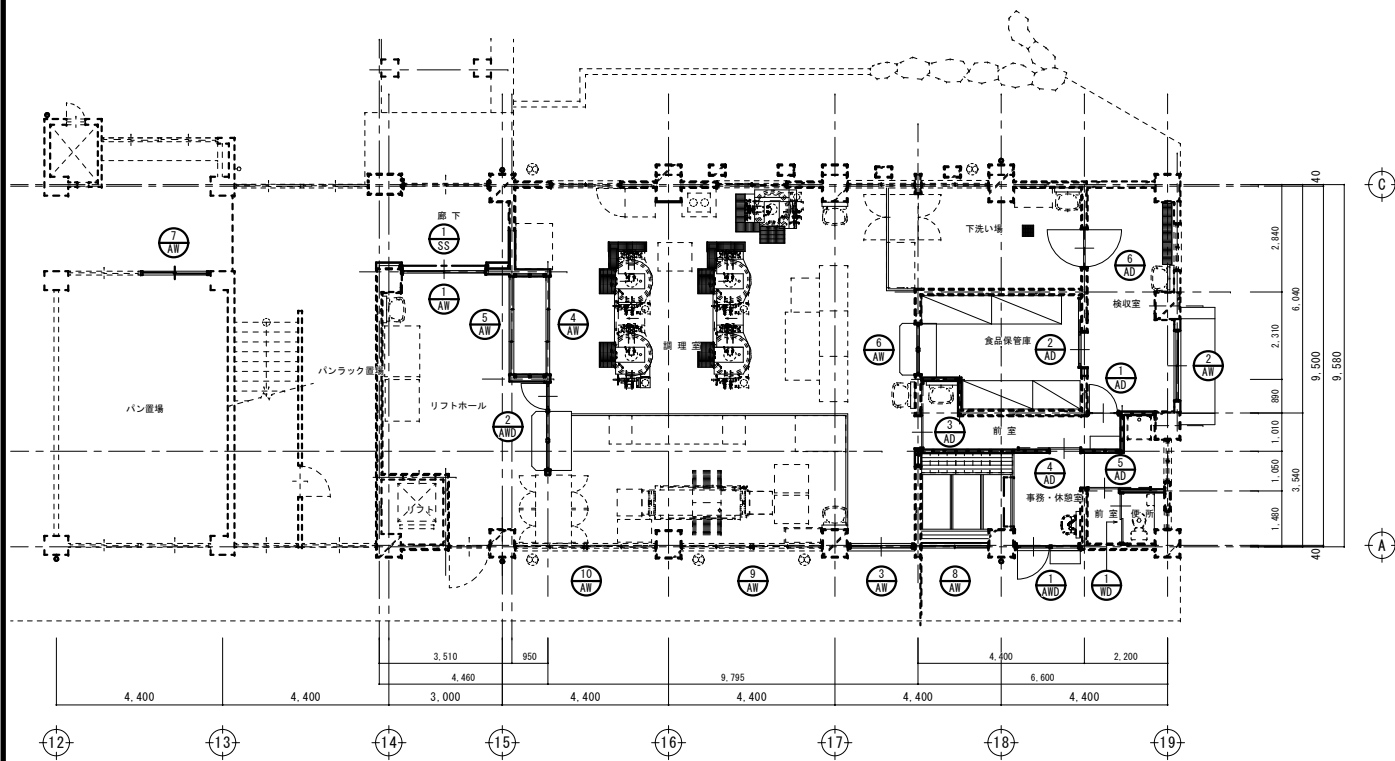 40
C
廊 下
1
SS
7
AW
下洗い場
2,840
6
AD
1
AW
検収室
6,040
5
AW
4
AW
調 理 室
6
AW
食品保管庫
2
AD
2,310
9,500
9,580
2
AW
パンラック置場
1
AD
パン置場
リフトホール
890
2
AWD
3
AD
前 室
1,010
4
AD
5
AD
1,050
3,540
事務・休憩室
リフト
前 室
便 所
1,480
A
40
10
AW
9
AW
3
AW
8
AW
1
AWD
1
WD
3,510
950
4,400
2,200
4,460
9,795
6,600
4,400
4,400
3,000
4,400
4,400
4,400
4,400
12
13
14
15
16
17
18
19